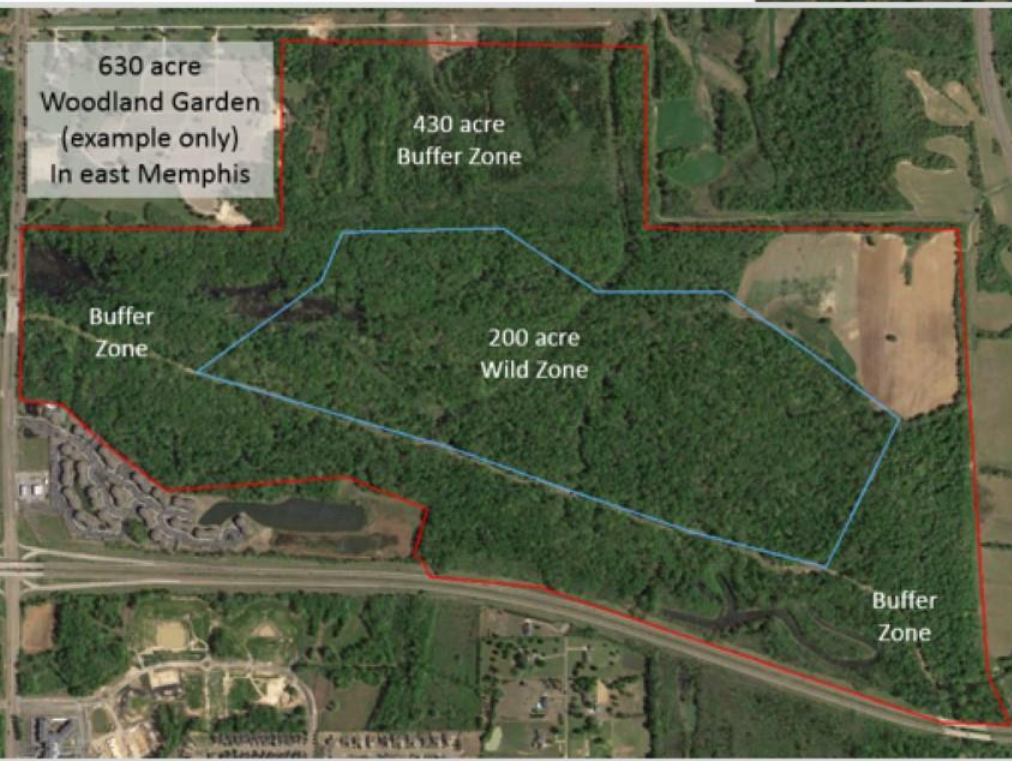 630 acre
Woodland Garden
(example only)
In east Memphis
430 acre
Buffer Zone
Buffer
Zone
200 acre
Wild Zone
Buffer
Zone